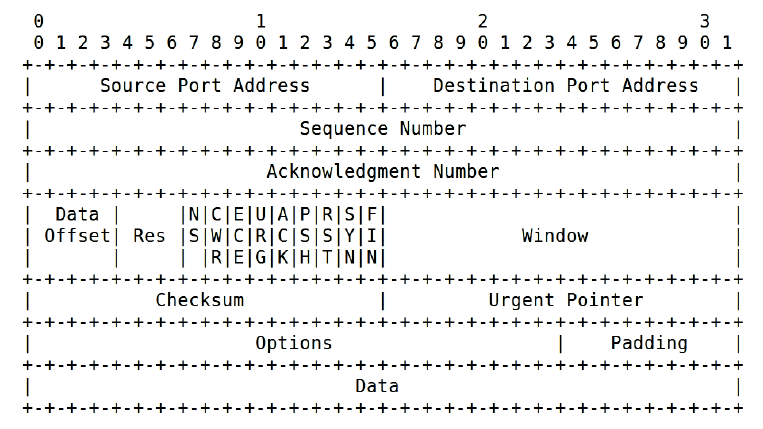 0                   1                   2                   3
 0 1 2 3 4 5 6 7 8 9 0 1 2 3 4 5 6 7 8 9 0 1 2 3 4 5 6 7 8 9 0 1
+-+-+-+-+-+-+-+-+-+-+-+-+-+-+-+-+-+-+-+-+-+-+-+-+-+-+-+-+-+-+-+-+
|      Source Port Address      |    Destination Port Address   |
+-+-+-+-+-+-+-+-+-+-+-+-+-+-+-+-+-+-+-+-+-+-+-+-+-+-+-+-+-+-+-+-+
|                        Sequence Number                        |
+-+-+-+-+-+-+-+-+-+-+-+-+-+-+-+-+-+-+-+-+-+-+-+-+-+-+-+-+-+-+-+-+
|                     Acknowledgment Number                     |
+-+-+-+-+-+-+-+-+-+-+-+-+-+-+-+-+-+-+-+-+-+-+-+-+-+-+-+-+-+-+-+-+
|  Data |     |N|C|E|U|A|P|R|S|F|                               |
| Offset| Res |S|W|C|R|C|S|S|Y|I|            Window             |
|       |     | |R|E|G|K|H|T|N|N|                               |
+-+-+-+-+-+-+-+-+-+-+-+-+-+-+-+-+-+-+-+-+-+-+-+-+-+-+-+-+-+-+-+-+
|           Checksum            |         Urgent Pointer        |
+-+-+-+-+-+-+-+-+-+-+-+-+-+-+-+-+-+-+-+-+-+-+-+-+-+-+-+-+-+-+-+-+
|                    Options                    |    Padding    |
+-+-+-+-+-+-+-+-+-+-+-+-+-+-+-+-+-+-+-+-+-+-+-+-+-+-+-+-+-+-+-+-+
|                             Data                              |
+-+-+-+-+-+-+-+-+-+-+-+-+-+-+-+-+-+-+-+-+-+-+-+-+-+-+-+-+-+-+-+-+